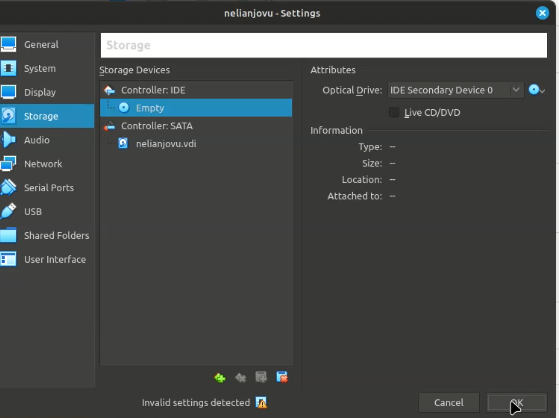 nelianjovu - Settings
General
System
Display
Storage
Audio
Network
Serial Ports
USB
Shared Folders
User Interface
Storage
Storage Devices
Controller: IDE
Empty
Controller: SATA
nelianjovu.vdi
Attributes
Optical Drive: IDE Secondary Device 0
Live CD/DVD
Information
Type: --
Size: --
Location: --
Attached to: --
Invalid settings detected
Cancel
OK